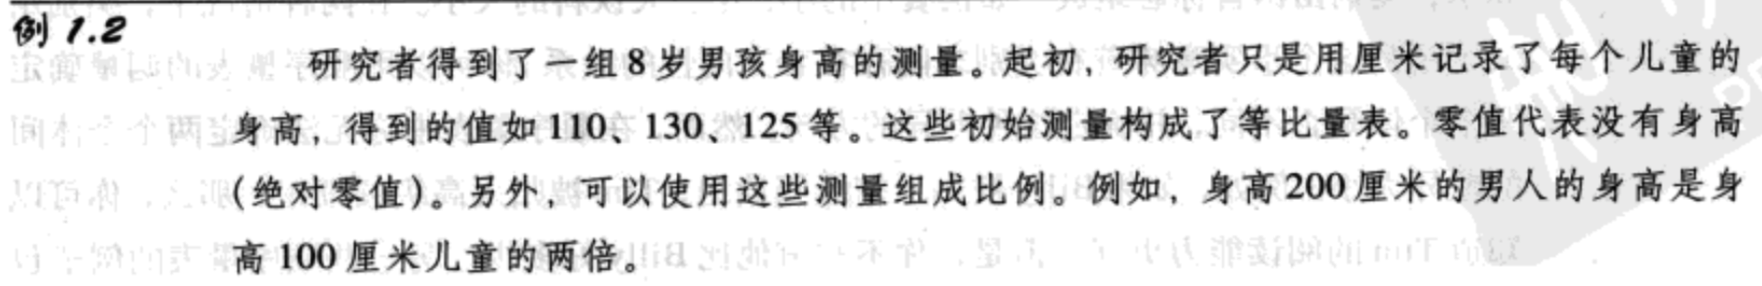 例 1.2
研究者得到了一组8岁男孩身高的测量。起初，研究者只是用厘米记录了每个儿童的
身高，得到的值如110、130、125等。这些初始测量构成了等比量表。零值代表没有身高
(绝对零值)。另外，可以使用这些测量组成比例。例如，身高200厘米的男人的身高是身
高100厘米儿童的两倍。